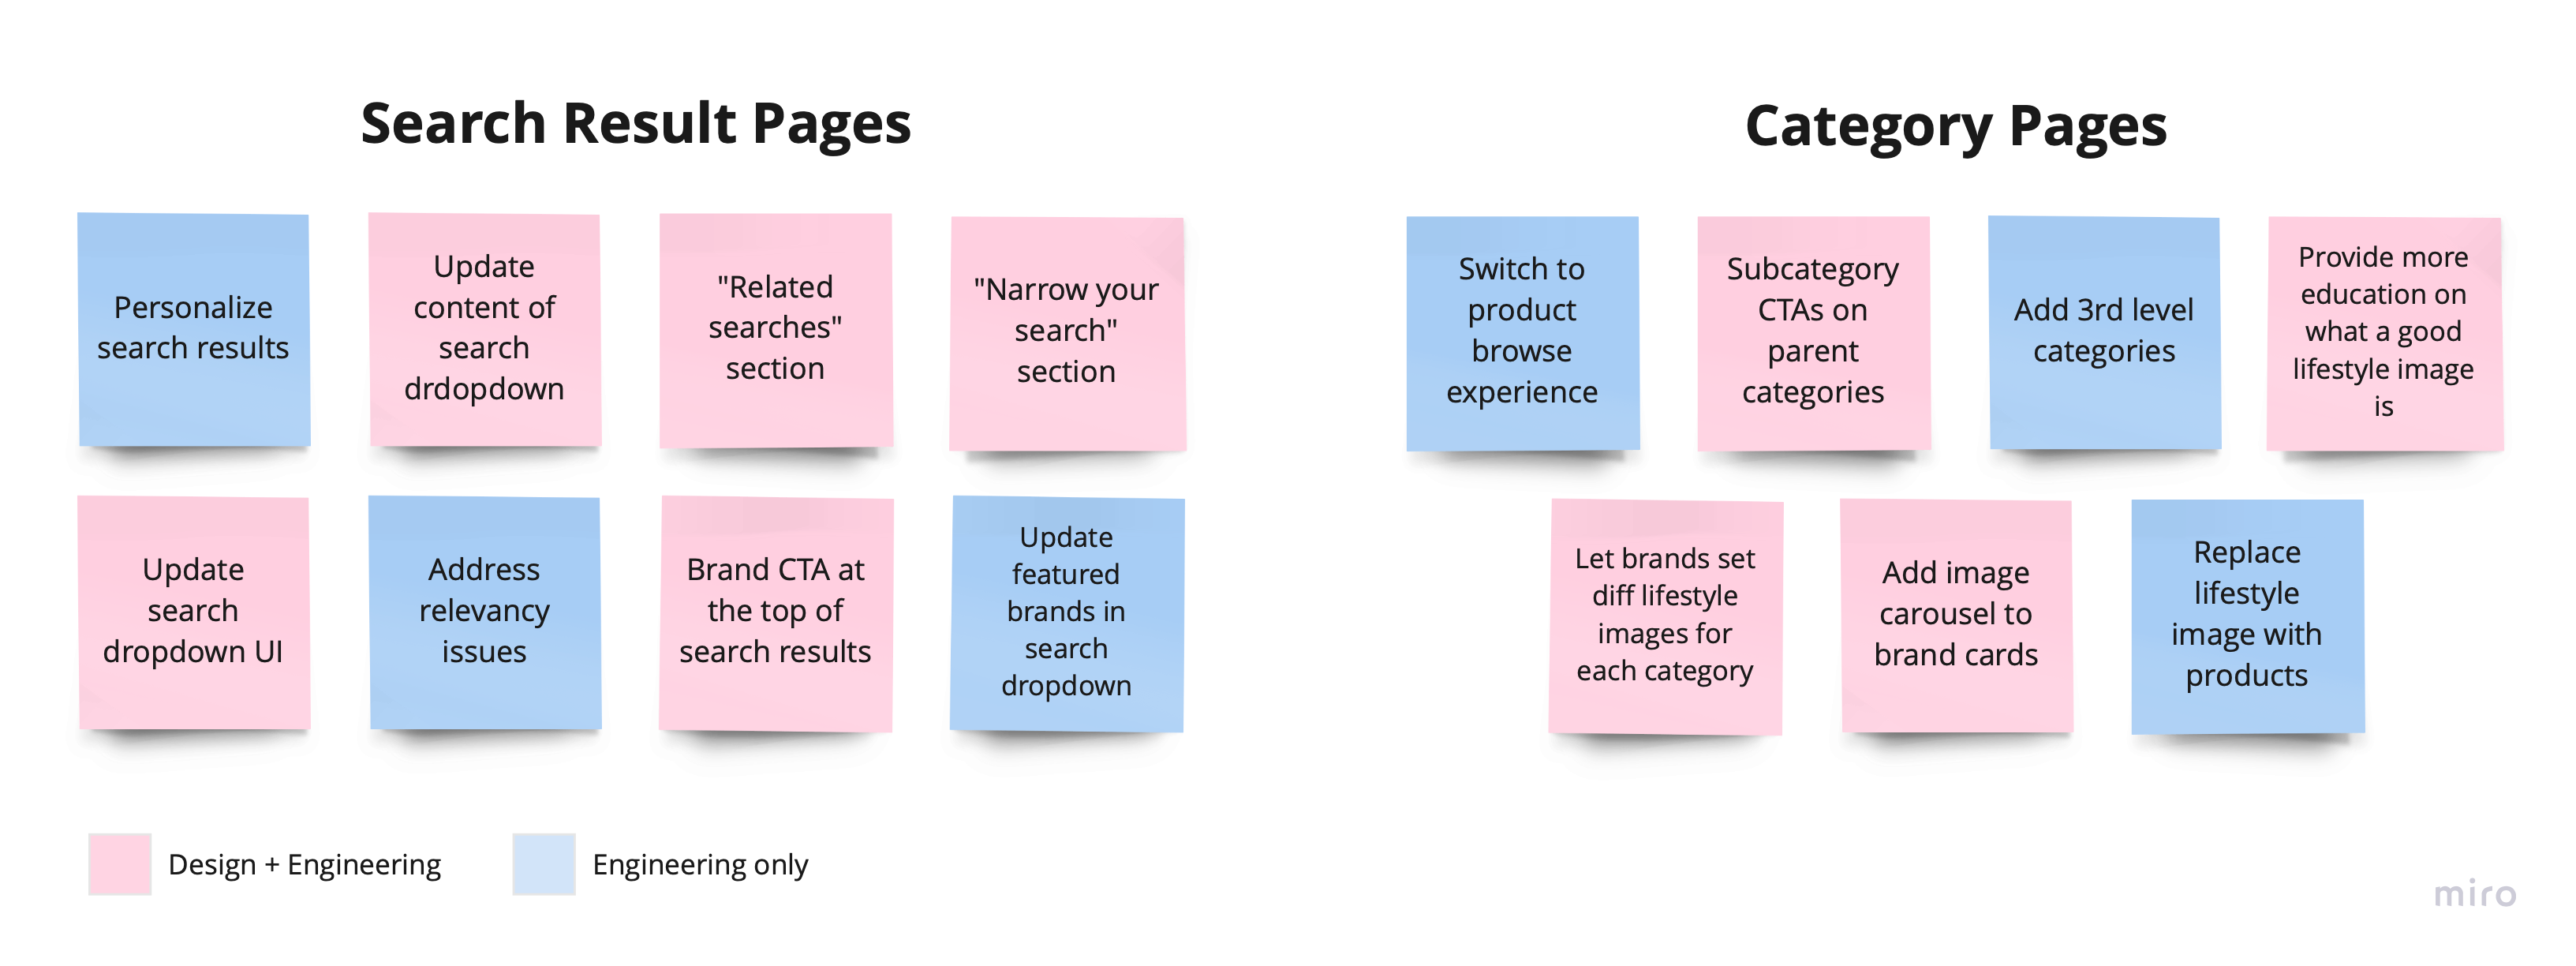 Search Result Pages
Personalize
search results
Update
content of
search
drdopdown
"Related
searches"
section
"Narrow your
search"
section
Update
search
dropdown UI
Address
relevancy
issues
Brand CTA at
the top of
search results
Update
featured
brands in
search
dropdown
Category Pages
Switch to
product
browse
experience
Subcategory
CTAs on
parent
categories
Add 3rd level
categories
Provide more
education on
what a good
lifestyle image
is
Let brands set
diff lifestyle
images for
each category
Add image
carousel to
brand cards
Replace
lifestyle
image with
products
Design + Engineering
Engineering only
miro